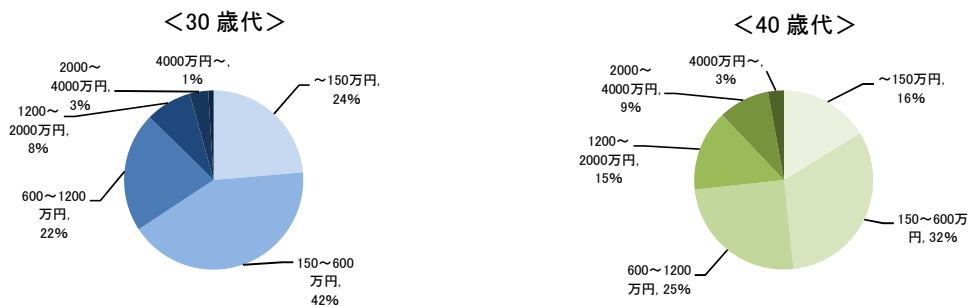 ＜30 歳代＞
～150万円,
24%
150～600
万円,
42%
600～1200
万円,
22%
1200～
2000万円,
8%
2000～
4000万円,
3%
4000万円～,
1%
＜40 歳代＞
～150万円,
16%
150～600万
円, 32%
600～1200
万円, 25%
1200～
2000万円,
15%
2000～
4000万円,
9%
4000万円～,
3%